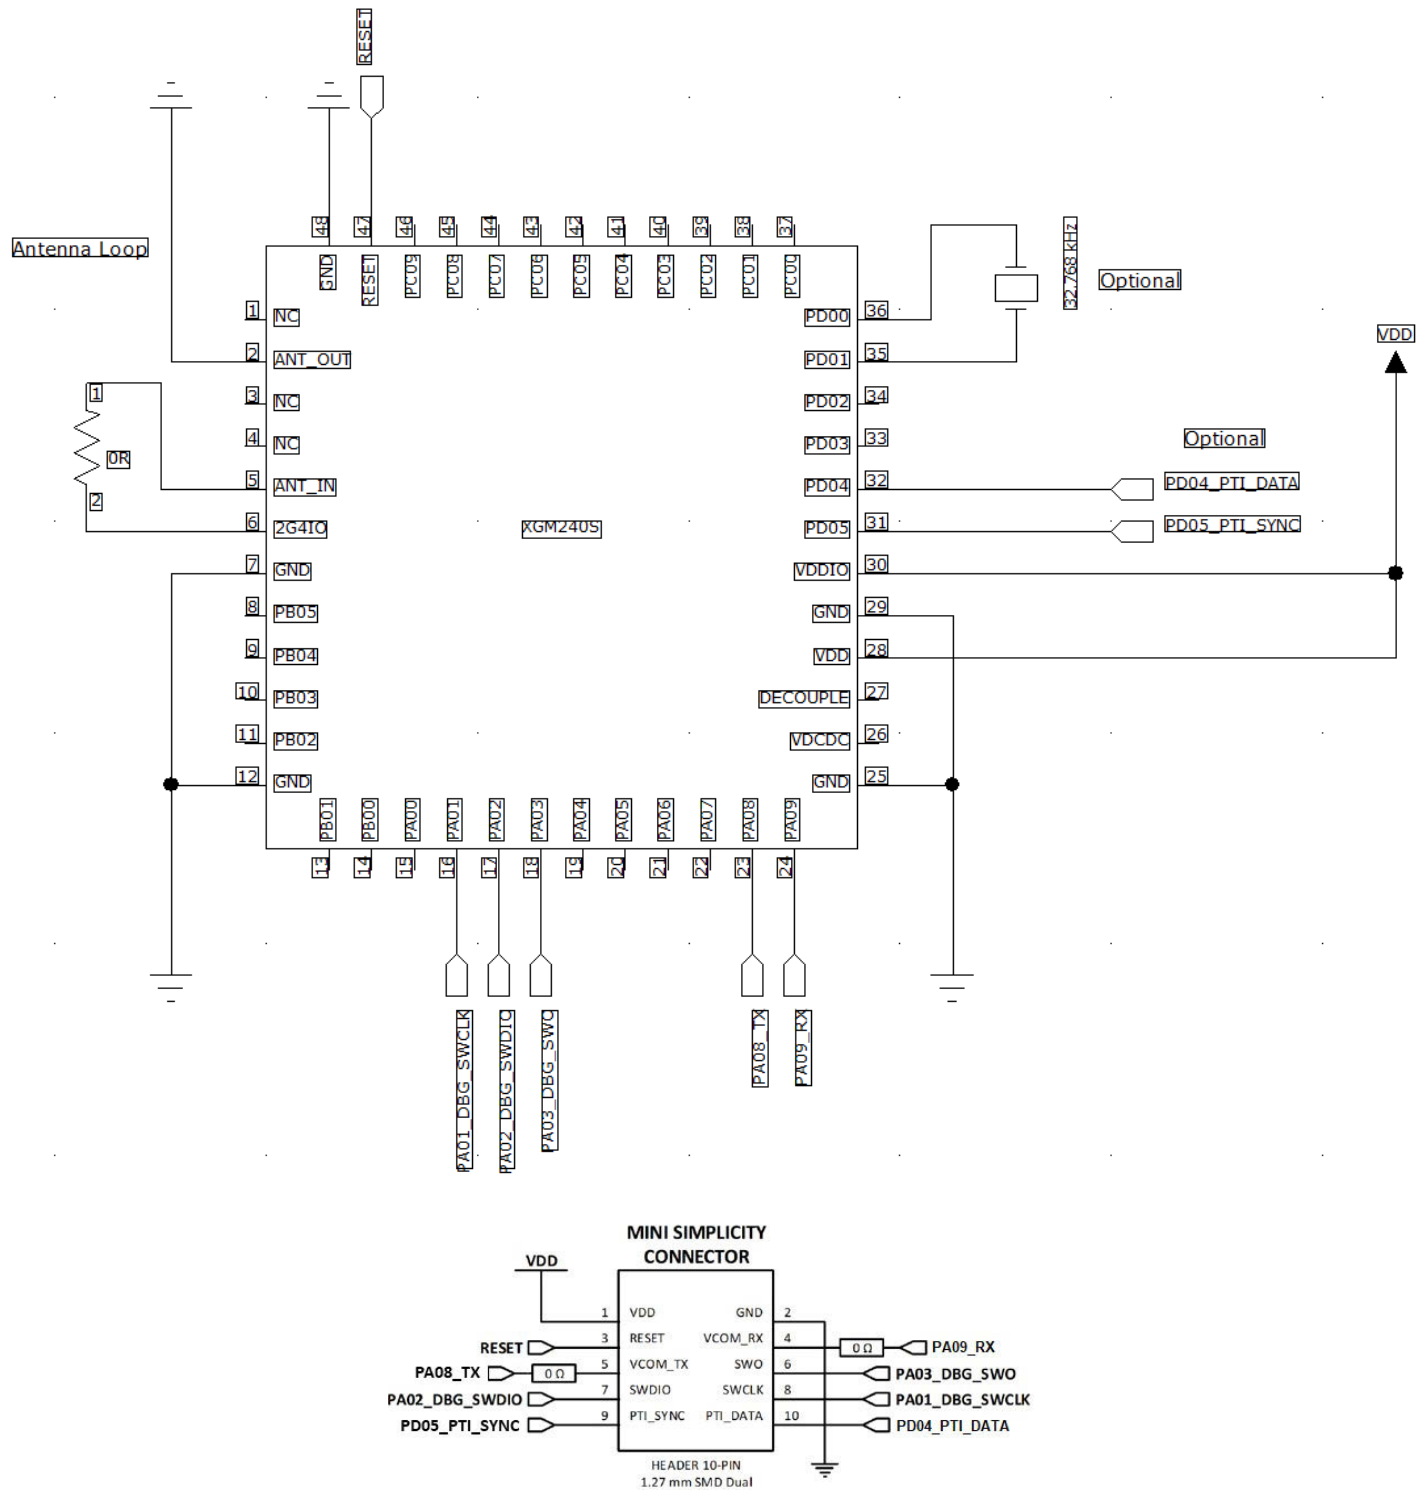 RESET
Antenna Loop
48
47
46
45
44
43
42
41
40
39
38
37
GND
RESET
PC09
PC08
PC07
PC06
PC05
PC04
PC03
PC02
PC01
PC00
32.768 kHz
Optional
1 NC
2 ANT_OUT
3 NC
4 NC
5 ANT_IN
6 2G4IO
7 GND
8 PB05
9 PB04
10 PB03
11 PB02
12 GND
1
0R
2
XGM240S
PD00 36
PD01 35
PD02 34
PD03 33
PD04 32
PD05 31
VDDIO 30
GND 29
VDD 28
DECOUPLE 27
VDCDC 26
GND 25
VDD
Optional
PD04_PTI_DATA
PD05_PTI_SYNC
PB01
PB00
PA00
PA01
PA02
PA03
PA04
PA05
PA06
PA07
PA08
PA09
13
14
15
16
17
18
19
20
21
22
23
24
PA01_DBG_SWCLK
PA02_DBG_SWDIO
PA03_DBG_SWO
PA08_TX
PA09_RX
MINI SIMPLICITY
CONNECTOR
VDD
1 VDD GND 2
RESET 3 RESET VCOM_RX 4 0 Ω PA09_RX
PA08_TX 0 Ω 5 VCOM_TX SWO 6 PA03_DBG_SWO
PA02_DBG_SWDIO 7 SWDIO SWCLK 8 PA01_DBG_SWCLK
PD05_PTI_SYNC 9 PTI_SYNC PTI_DATA 10 PD04_PTI_DATA
HEADER 10-PIN
1.27 mm SMD Dual